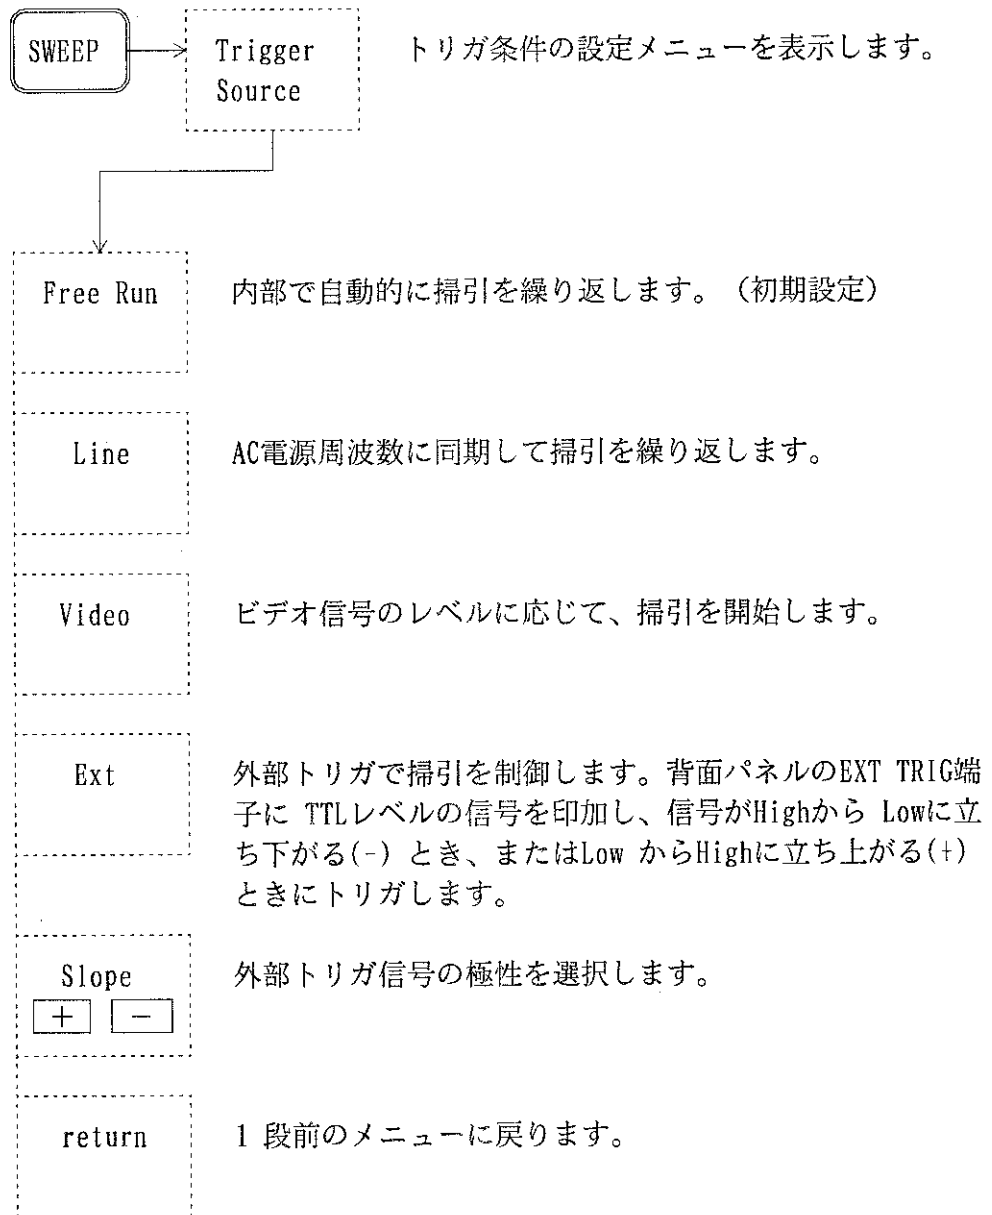 SWEEP
Trigger
Source
トリガ条件の設定メニューを表示します。
Free Run
内部で自動的に掃引を繰り返します。(初期設定)
Line
AC電源周波数に同期して掃引を繰り返します。
Video
ビデオ信号のレベルに応じて、掃引を開始します。
Ext
外部トリガで掃引を制御します。背面パネルのEXT TRIG端
子に TTLレベルの信号を印加し、信号がHighから Lowに立
ち下がる(-) とき、またはLow からHighに立ち上がる(+)
ときにトリガします。
Slope
+ -
外部トリガ信号の極性を選択します。
return
1 段前のメニューに戻ります。